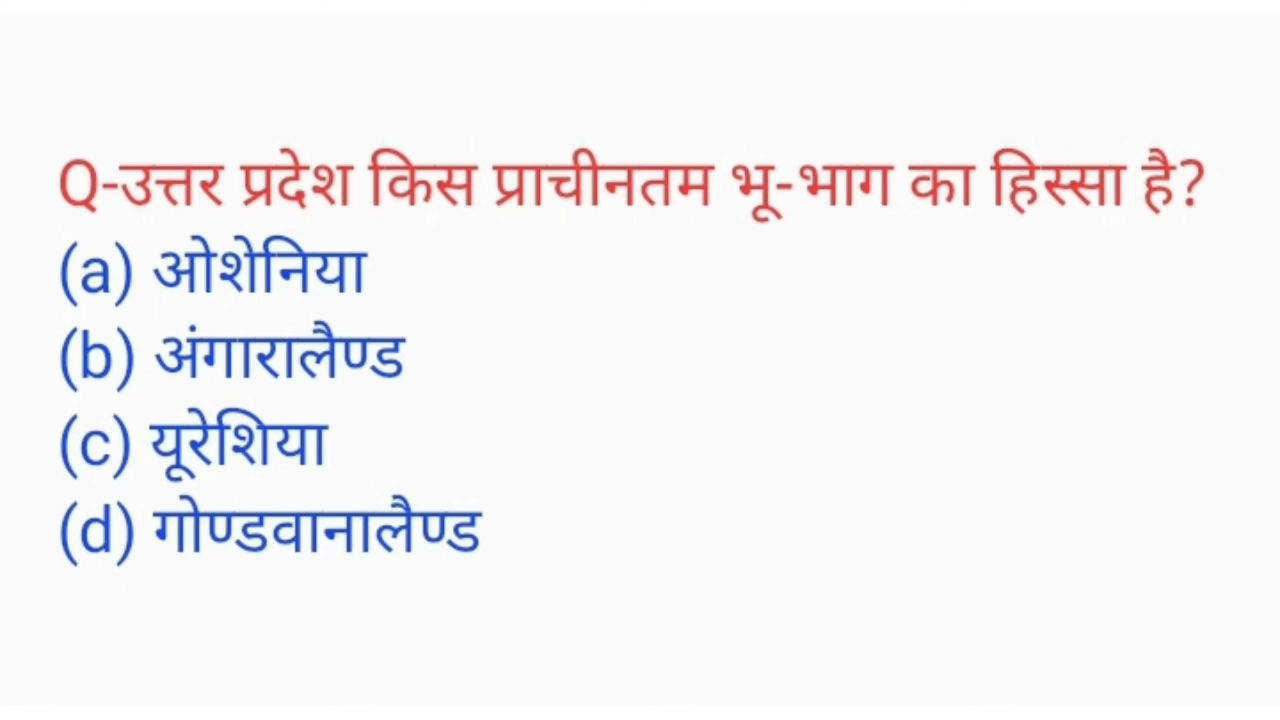 Q-उत्तर प्रदेश किस प्राचीनतम भू-भाग का हिस्सा है?
(a) ओशेनिया
(b) अंगारालैण्ड
(c) यूरेशिया
(d) गोण्डवानालैण्ड